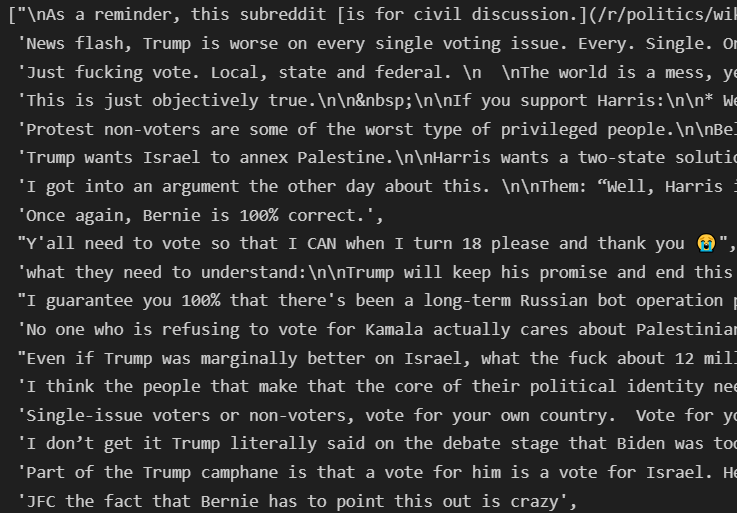 ["\nAs a reminder, this subreddit [is for civil discussion.](/r/politics/wik
'News flash, Trump is worse on every single voting issue. Every. Single. On
'Just fucking vote. Local, state and federal. \n  \nThe world is a mess, ye
'This is just objectively true.\n\n&nbsp;\n\nIf you support Harris:\n\n* We
'Protest non-voters are some of the worst type of privileged people.\n\nBel
'Trump wants Israel to annex Palestine.\n\nHarris wants a two-state solutio
'I got into an argument the other day about this. \n\nThem: “Well, Harris i
'Once again, Bernie is 100% correct.',
"Y'all need to vote so that I CAN when I turn 18 please and thank you 😭",
'what they need to understand:\n\nTrump will keep his promise and end this
"I guarantee you 100% that there's been a long-term Russian bot operation p
'No one who is refusing to vote for Kamala actually cares about Palestinian
"Even if Trump was marginally better on Israel, what the fuck about 12 mill
'I think the people that make that the core of their political identity nee
'Single-issue voters or non-voters, vote for your own country.  Vote for yo
'I don’t get it Trump literally said on the debate stage that Biden was too
'Part of the Trump camphane is that a vote for him is a vote for Israel. He
'JFC the fact that Bernie has to point this out is crazy',